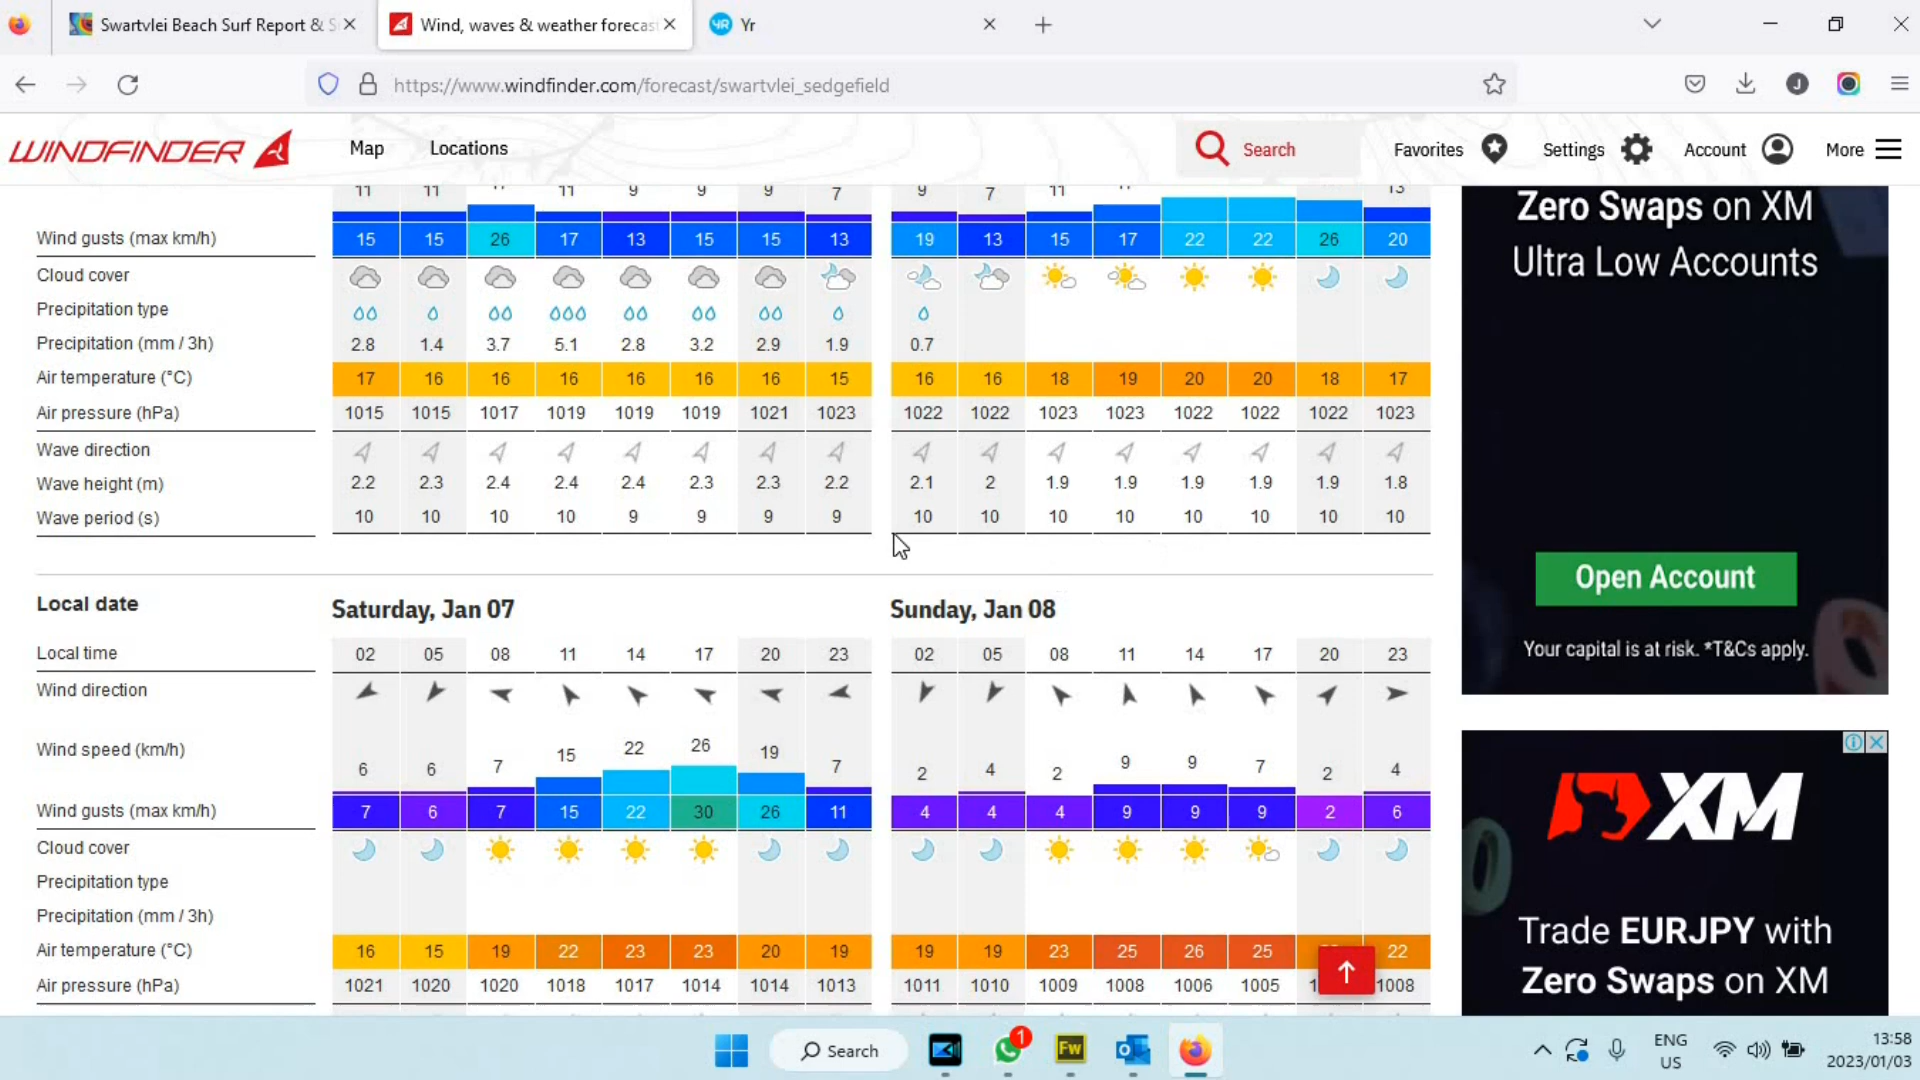 Swartvlei Beach Surf Report & S
Wind, waves & weather forecas
YR Yr
https://www.windfinder.com/forecast/swartvlei_sedgefield
J
WINDFINDER
Map Locations Search Favorites Settings Account More
11 11 11 9 9 9 7 9 7 11 13
Wind gusts (max km/h) 15 15 26 17 13 15 15 13 19 13 15 17 22 22 26 20
Cloud cover
Precipitation type
Precipitation (mm / 3h) 2.8 1.4 3.7 5.1 2.8 3.2 2.9 1.9 0.7
Air temperature (°C) 17 16 16 16 16 16 16 15 16 16 18 19 20 20 18 17
Air pressure (hPa) 1015 1015 1017 1019 1019 1019 1021 1023 1022 1022 1023 1023 1022 1022 1022 1023
Wave direction
Wave height (m) 2.2 2.3 2.4 2.4 2.4 2.3 2.3 2.2 2.1 2 1.9 1.9 1.9 1.9 1.9 1.8
Wave period (s) 10 10 10 10 9 9 9 9 10 10 10 10 10 10 10 10
Local date Saturday, Jan 07 Sunday, Jan 08
Local time 02 05 08 11 14 17 20 23 02 05 08 11 14 17 20 23
Wind direction
Wind speed (km/h) 6 6 7 15 22 26 19 7 2 4 2 9 9 7 2 4
Wind gusts (max km/h) 7 6 7 15 22 30 26 11 4 4 4 9 9 9 2 6
Cloud cover
Precipitation type
Precipitation (mm / 3h)
Air temperature (°C) 16 15 19 22 23 23 20 19 19 19 23 25 26 25 22
Air pressure (hPa) 1021 1020 1020 1018 1017 1014 1014 1013 1011 1010 1009 1008 1006 1005 1008
Zero Swaps on XM
Ultra Low Accounts
Open Account
Your capital is at risk. *T&Cs apply.
XM
Trade EURJPY with
Zero Swaps on XM
Search
1
Fw
ENG
US
13:58
2023/01/03